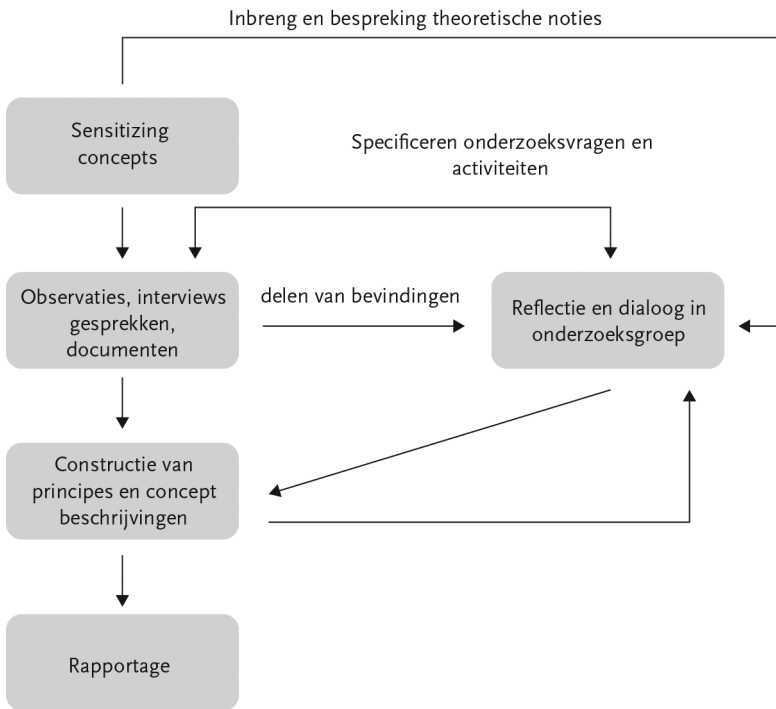 Inbreng en bespreking theoretische noties
Sensitizing
concepts
Specificeren onderzoeksvragen en
activiteiten
Observaties, interviews
gesprekken,
documenten
delen van bevindingen
Reflectie en dialoog in
onderzoeksgroep
Constructie van
principes en concept
beschrijvingen
Rapportage